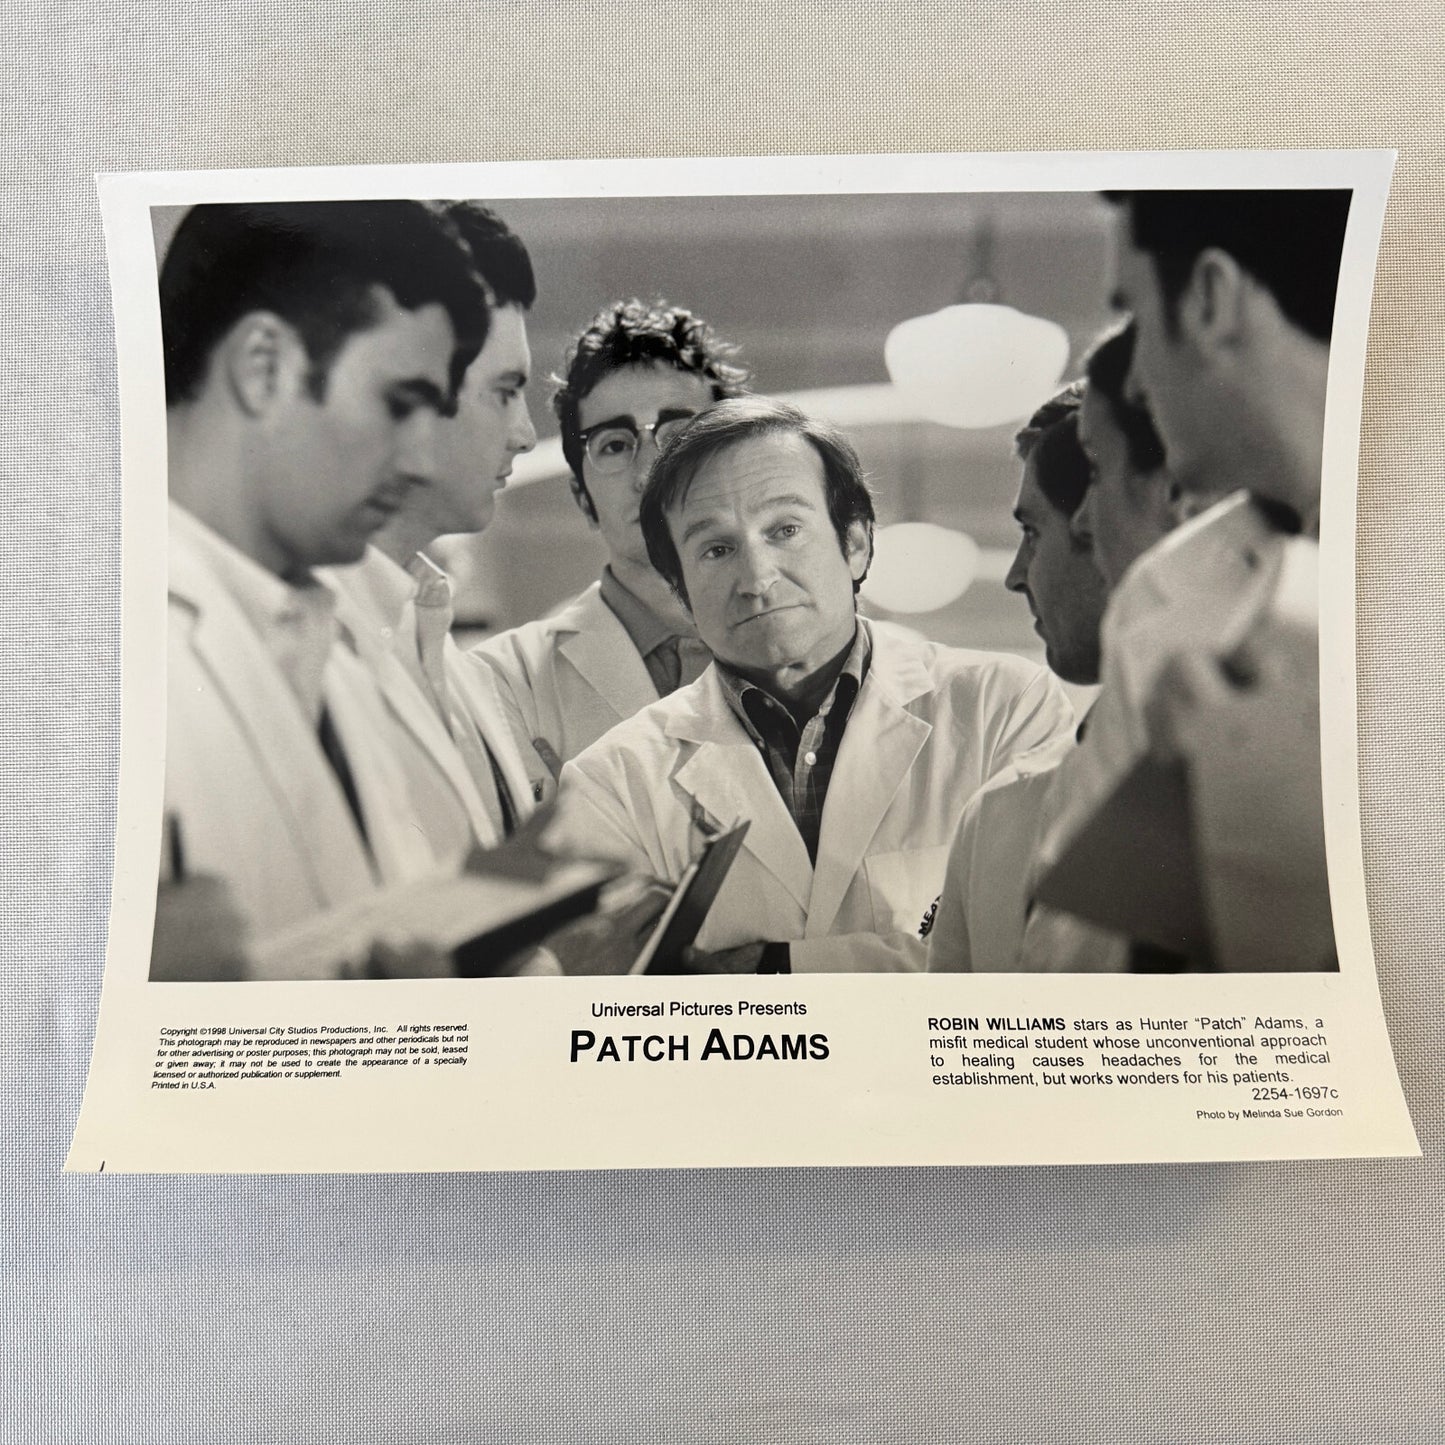 MEA
Copyright ©1998 Universal City Studios Productions, Inc. All rights reserved.
This photograph may be reproduced in newspapers and other periodicals but not
for other advertising or poster purposes; this photograph may not be sold, leased
or given away; it may not be used to create the appearance of a specially
licensed or authorized publication or supplement.
Printed in U.S.A.
Universal Pictures Presents
PATCH ADAMS
ROBIN WILLIAMS stars as Hunter “Patch” Adams, a
misfit medical student whose unconventional approach
to healing causes headaches for the medical
establishment, but works wonders for his patients.
2254-1697c
Photo by Melinda Sue Gordon